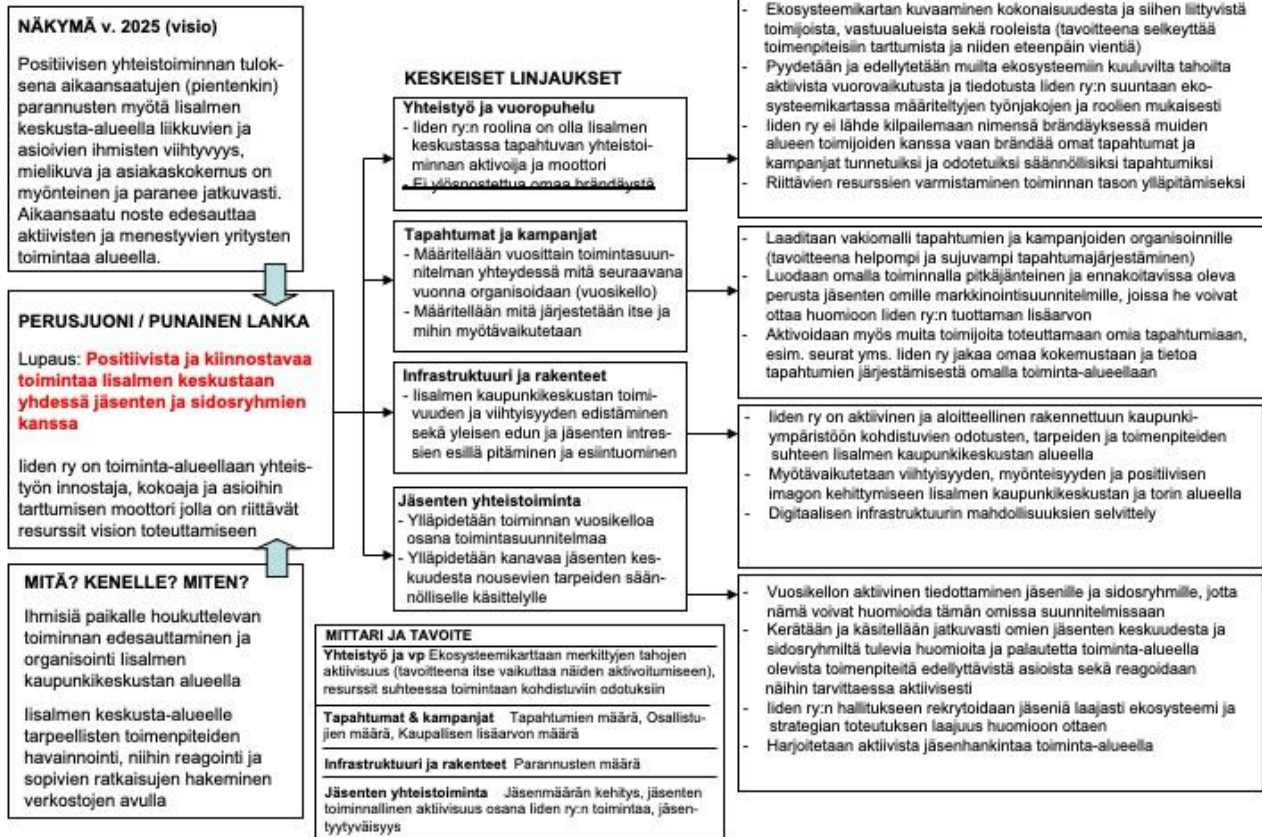 NÄKYMÄ v. 2025 (visio)
Positiivisen yhteistoiminnan tulok-
sena aikaansaatujen (pientenkin)
parannusten myötä Iisalmen
keskusta-alueella liikkuvien ja
asioivien ihmisten viihtyvyys,
mielikuva ja asiakaskokemus on
myönteinen ja paranee jatkuvasti.
Aikaansaatu noste edesauttaa
aktiivisten ja menestyvien yritysten
toimintaa alueella.
PERUSJUONI / PUNAINEN LANKA
Lupaus: Positiivista ja kiinnostavaa
toimintaa Iisalmen keskustaan
yhdessä jäsenten ja sidosryhmien
kanssa
Iiden ry on toiminta-alueellaan yhteis-
työn innostaja, kokoaja ja asioihin
tarttumisen moottori jolla on riittävät
resurssit vision toteuttamiseen
MITÄ? KENELLE? MITEN?
Ihmisiä paikalle houkuttelevan
toiminnan edesauttaminen ja
organisointi Iisalmen
kaupunkikeskustan alueella
Iisalmen keskusta-alueelle
tarpeellisten toimenpiteiden
havainnointi, niihin reagointi ja
sopivien ratkaisujen hakeminen
verkostojen avulla
KESKEISET LINJAUKSET
Yhteistyö ja vuoropuhelu
- Iiden ry:n roolina on olla Iisalmen
keskustassa tapahtuvan yhteistoi-
minnan aktivoija ja moottori
- Ei ylösnostettua omaa brändäystä
Tapahtumat ja kampanjat
- Määritellään vuosittain toimintasuun-
nitelman yhteydessä mitä seuraavana
vuonna organisoidaan (vuosikello)
- Määritellään mitä järjestetään itse ja
mihin myötävaikutetaan
Infrastruktuuri ja rakenteet
- Iisalmen kaupunkikeskustan toimi-
vuuden ja viihtyisyyden edistäminen
sekä yleisen edun ja jäsenten intres-
sien esillä pitäminen ja esiintuominen
Jäsenten yhteistoiminta
- Ylläpidetään toiminnan vuosikelloa
osana toimintasuunnitelmaa
- Ylläpidetään kanavaa jäsenten kes-
kuudesta nousevien tarpeiden sään-
nölliselle käsittelylle
MITTARI JA TAVOITE
Yhteistyö ja vp Ekosysteemikarttaan merkittyjen tahojen
aktiivisuus (tavoitteena itse vaikuttaa näiden aktivoitumiseen),
resurssit suhteessa toimintaan kohdistuviin odotuksiin
Tapahtumat & kampanjat Tapahtumien määrä, Osallistu-
jien määrä, Kaupallisen lisäarvon määrä
Infrastruktuuri ja rakenteet Parannusten määrä
Jäsenten yhteistoiminta Jäsenmäärän kehitys, jäsenten
toiminnallinen aktiivisuus osana Iiden ry:n toimintaa, jäsen-
tyytyväisyys
- Ekosysteemikartan kuvaaminen kokonaisuudesta ja siihen liittyvistä
toimijoista, vastuualueista sekä rooleista (tavoitteena selkeyttää
toimenpiteisiin tarttumista ja niiden eteenpäin vientiä)
- Pyydetään ja edellytetään muilta ekosysteemiin kuuluvilta tahoilta
aktiivista vuorovaikutusta ja tiedotusta Iiden ry:n suuntaan eko-
systeemikartassa määriteltyjen työnjakojen ja roolien mukaisesti
- Iiden ry ei lähde kilpailemaan nimensä brändäyksessä muiden
alueen toimijoiden kanssa vaan brändää omat tapahtumat ja
kampanjat tunnetuiksi ja odotetuiksi säännöllisiksi tapahtumiksi
- Riittävien resurssien varmistaminen toiminnan tason ylläpitämiseksi
- Laaditaan vakiomalli tapahtumien ja kampanjoiden organisoinnille
(tavoitteena helpompi ja sujuvampi tapahtumajärjestäminen)
- Luodaan omalla toiminnalla pitkäjänteinen ja ennakoitavissa oleva
perusta jäsenten omille markkinointisuunnitelmille, joissa he voivat
ottaa huomioon Iiden ry:n tuottaman lisäarvon
- Aktivoidaan myös muita toimijoita toteuttamaan omia tapahtumiaan,
esim. seurat yms. Iiden ry jakaa omaa kokemustaan ja tietoa
tapahtumien järjestämisestä omalla toiminta-alueellaan
- Iiden ry on aktiivinen ja aloitteellinen rakennettuun kaupunki-
ympäristöön kohdistuvien odotusten, tarpeiden ja toimenpiteiden
suhteen Iisalmen kaupunkikeskustan alueella
- Myötävaikutetaan viihtyisyyden, myönteisyyden ja positiivisen
imagon kehittymiseen Iisalmen kaupunkikeskustan ja torin alueella
- Digitaalisen infrastruktuurin mahdollisuuksien selvittely
- Vuosikellon aktiivinen tiedottaminen jäsenille ja sidosryhmille, jotta
nämä voivat huomioida tämän omissa suunnitelmissaan
- Kerätään ja käsitellään jatkuvasti omien jäsenten keskuudesta ja
sidosryhmiltä tulevia huomioita ja palautetta toiminta-alueella
olevista toimenpiteitä edellyttävistä asioista sekä reagoidaan
näihin tarvittaessa aktiivisesti
- Iiden ry:n hallitukseen rekrytoidaan jäseniä laajasti ekosysteemi ja
strategian toteutuksen laajuus huomioon ottaen
- Harjoitetaan aktiivista jäsenhankintaa toiminta-alueella